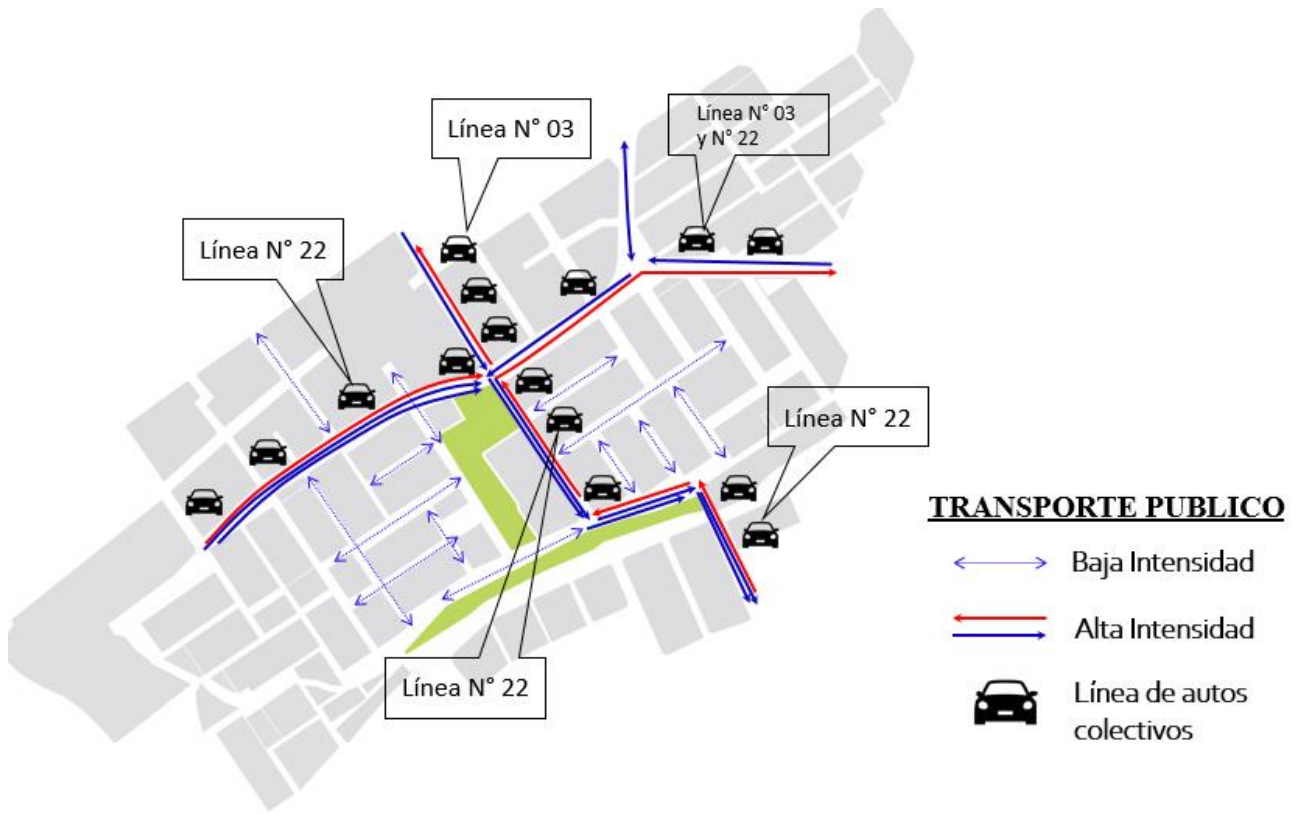 Línea N° 03
Línea N° 03
y N° 22
Línea N° 22
Línea N° 22
Línea N° 22
TRANSPORTE PUBLICO
Baja Intensidad
Alta Intensidad
Línea de autos
colectivos